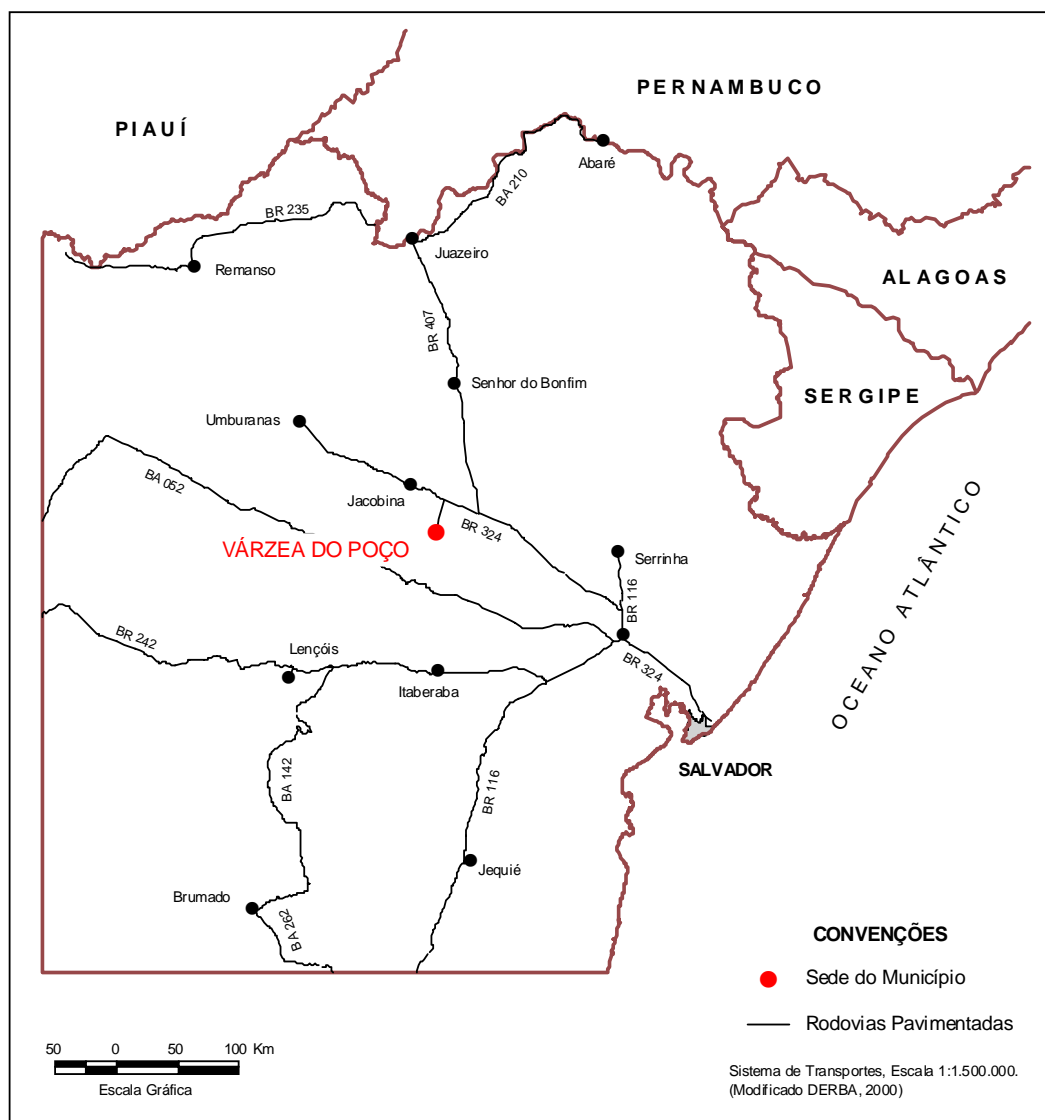 PERNAMBUCO
PIAUÍ
Abaré
BA 210
BR 235
Juazeiro
Remanso
ALAGOAS
BR 407
Senhor do Bonfim
SERGIPE
Umburanas
BA 052
Jacobina
BR 324
VÁRZEA DO POÇO
Serrinha
OCEANO ATLÂNTICO
BR 116
BR 242
Lençóis
Itaberaba
BR 324
SALVADOR
BA 142
BR 116
Jequié
Brumado
BA 262
CONVENÇÕES
Sede do Município
Rodovias Pavimentadas
50 0 50 100 Km
Escala Gráfica
Sistema de Transportes, Escala 1:1.500.000.
(Modificado DERBA, 2000)